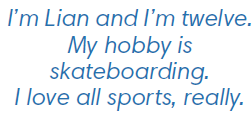 I'm Lian and I'm twelve.
My hobby is
skateboarding.
I love all sports, really.